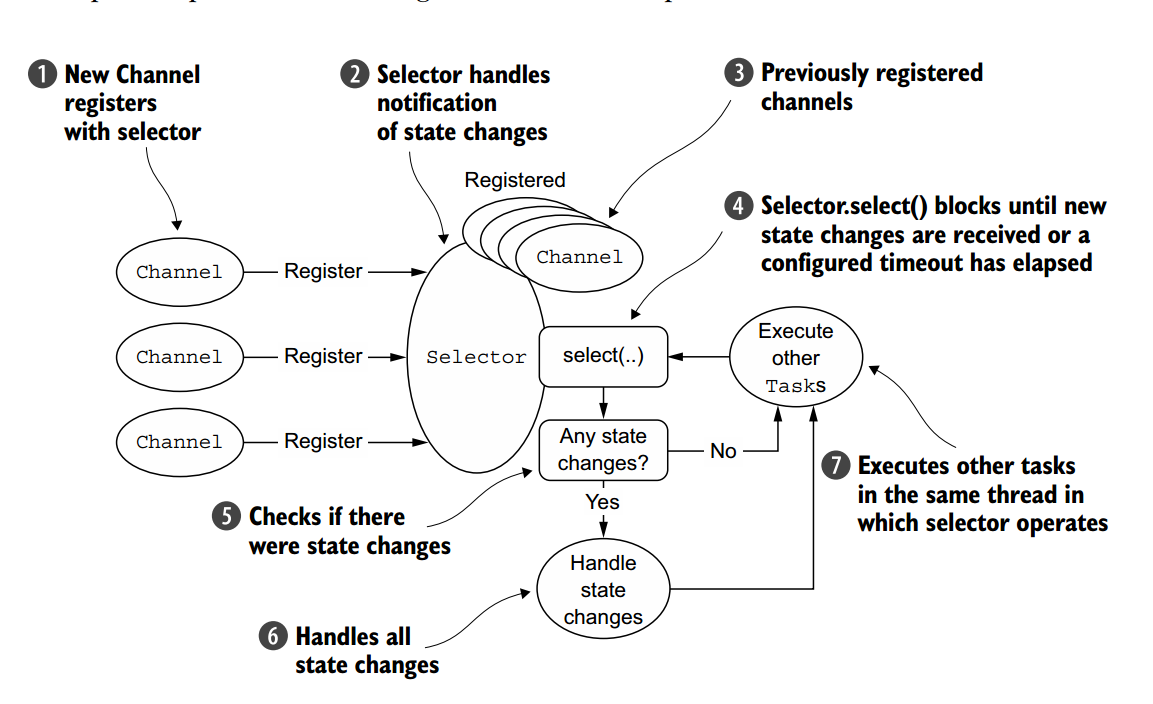 1 New Channel
registers
with selector
2 Selector handles
notification
of state changes
3 Previously registered
channels
Registered
4 Selector.select() blocks until new
state changes are received or a
configured timeout has elapsed
Channel
Channel
Register
Channel
Register
Selector
select(..)
Execute
other
Tasks
Channel
Register
Any state
changes?
No
Yes
7 Executes other tasks
in the same thread in
which selector operates
5 Checks if there
were state changes
Handle
state
changes
6 Handles all
state changes